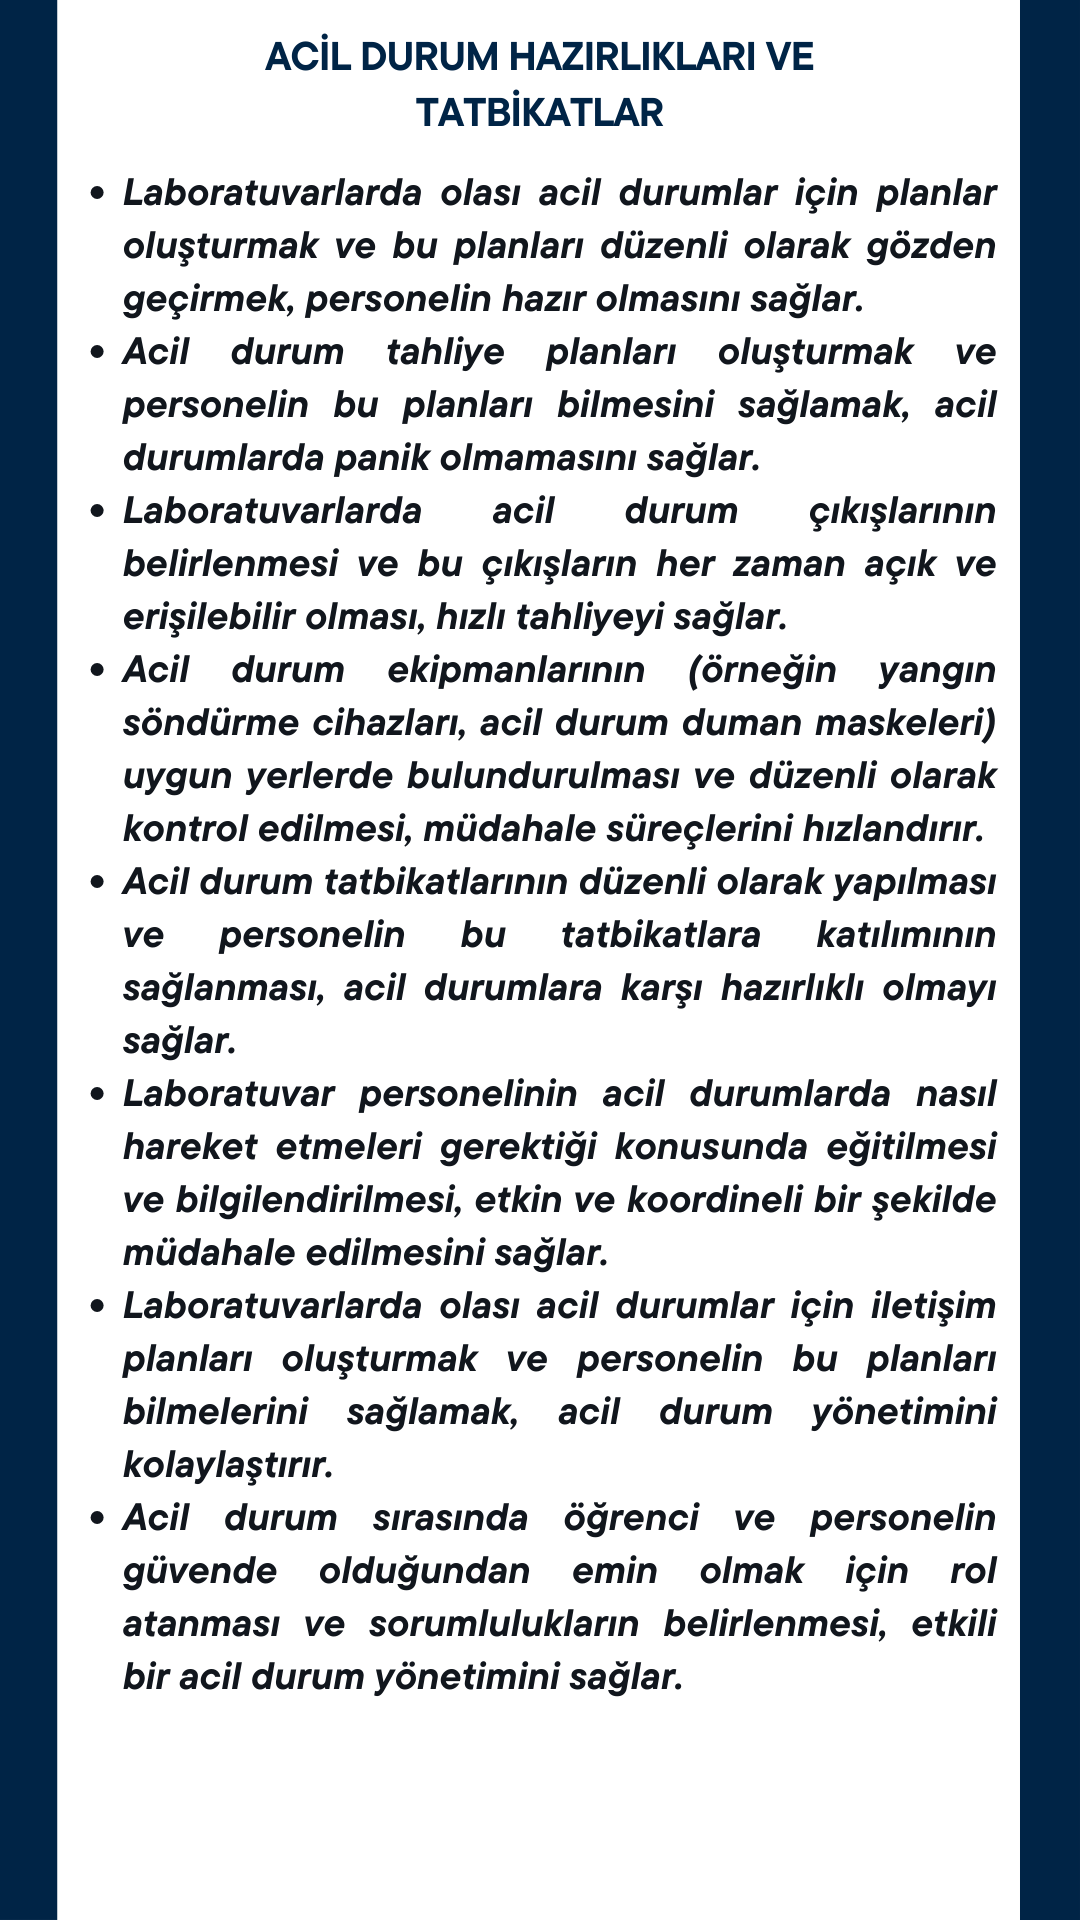 ACİL DURUM HAZIRLIKLARI VE
TATBİKATLAR
• Laboratuvarlarda olası acil durumlar için planlar
oluşturmak ve bu planları düzenli olarak gözden
geçirmek, personelin hazır olmasını sağlar.
• Acil durum tahliye planları oluşturmak ve
personelin bu planları bilmesini sağlamak, acil
durumlarda panik olmamasını sağlar.
• Laboratuvarlarda acil durum çıkışlarının
belirlenmesi ve bu çıkışların her zaman açık ve
erişilebilir olması, hızlı tahliyeyi sağlar.
• Acil durum ekipmanlarının (örneğin yangın
söndürme cihazları, acil durum duman maskeleri)
uygun yerlerde bulundurulması ve düzenli olarak
kontrol edilmesi, müdahale süreçlerini hızlandırır.
• Acil durum tatbikatlarının düzenli olarak yapılması
ve personelin bu tatbikatlara katılımının
sağlanması, acil durumlara karşı hazırlıklı olmayı
sağlar.
• Laboratuvar personelinin acil durumlarda nasıl
hareket etmeleri gerektiği konusunda eğitilmesi
ve bilgilendirilmesi, etkin ve koordineli bir şekilde
müdahale edilmesini sağlar.
• Laboratuvarlarda olası acil durumlar için iletişim
planları oluşturmak ve personelin bu planları
bilmelerini sağlamak, acil durum yönetimini
kolaylaştırır.
• Acil durum sırasında öğrenci ve personelin
güvende olduğundan emin olmak için rol
atanması ve sorumlulukların belirlenmesi, etkili
bir acil durum yönetimini sağlar.